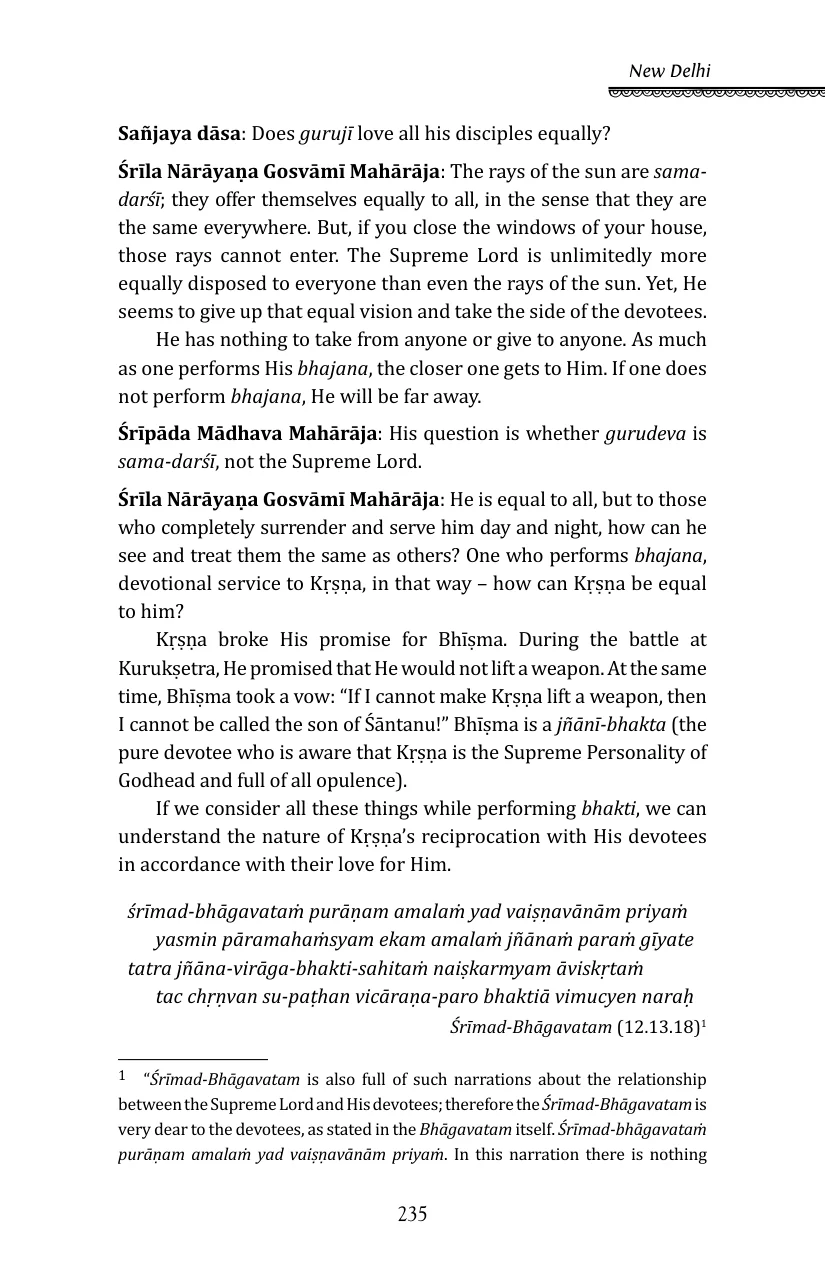 New Delhi
Sañjaya dāsa: Does gurujī love all his disciples equally?
Śrīla Nārāyaṇa Gosvāmī Mahārāja: The rays of the sun are sama-
darśī; they offer themselves equally to all, in the sense that they are
the same everywhere. But, if you close the windows of your house,
those rays cannot enter. The Supreme Lord is unlimitedly more
equally disposed to everyone than even the rays of the sun. Yet, He
seems to give up that equal vision and take the side of the devotees.
He has nothing to take from anyone or give to anyone. As much
as one performs His bhajana, the closer one gets to Him. If one does
not perform bhajana, He will be far away.
Śrīpāda Mādhava Mahārāja: His question is whether gurudeva is
sama-darśī, not the Supreme Lord.
Śrīla Nārāyaṇa Gosvāmī Mahārāja: He is equal to all, but to those
who completely surrender and serve him day and night, how can he
see and treat them the same as others? One who performs bhajana,
devotional service to Kṛṣṇa, in that way – how can Kṛṣṇa be equal
to him?
Kṛṣṇa broke His promise for Bhīṣma. During the battle at
Kurukṣetra, He promised that He would not lift a weapon. At the same
time, Bhīṣma took a vow: “If I cannot make Kṛṣṇa lift a weapon, then
I cannot be called the son of Śāntanu!” Bhīṣma is a jñānī-bhakta (the
pure devotee who is aware that Kṛṣṇa is the Supreme Personality of
Godhead and full of all opulence).
If we consider all these things while performing bhakti, we can
understand the nature of Kṛṣṇa’s reciprocation with His devotees
in accordance with their love for Him.
śrīmad-bhāgavataṁ purāṇam amalaṁ yad vaiṣṇavānām priyaṁ
yasmin pāramahaṁsyam ekam amalaṁ jñānaṁ paraṁ gīyate
tatra jñāna-virāga-bhakti-sahitaṁ naiṣkarmyam āviskṛtaṁ
tac chṛṇvan su-paṭhan vicāraṇa-paro bhaktiā vimucyen naraḥ
Śrīmad-Bhāgavatam (12.13.18)1
1 “Śrīmad-Bhāgavatam is also full of such narrations about the relationship
between the Supreme Lord and His devotees; therefore the Śrīmad-Bhāgavatam is
very dear to the devotees, as stated in the Bhāgavatam itself. Śrīmad-bhāgavataṁ
purāṇam amalaṁ yad vaiṣṇavānām priyaṁ. In this narration there is nothing
235